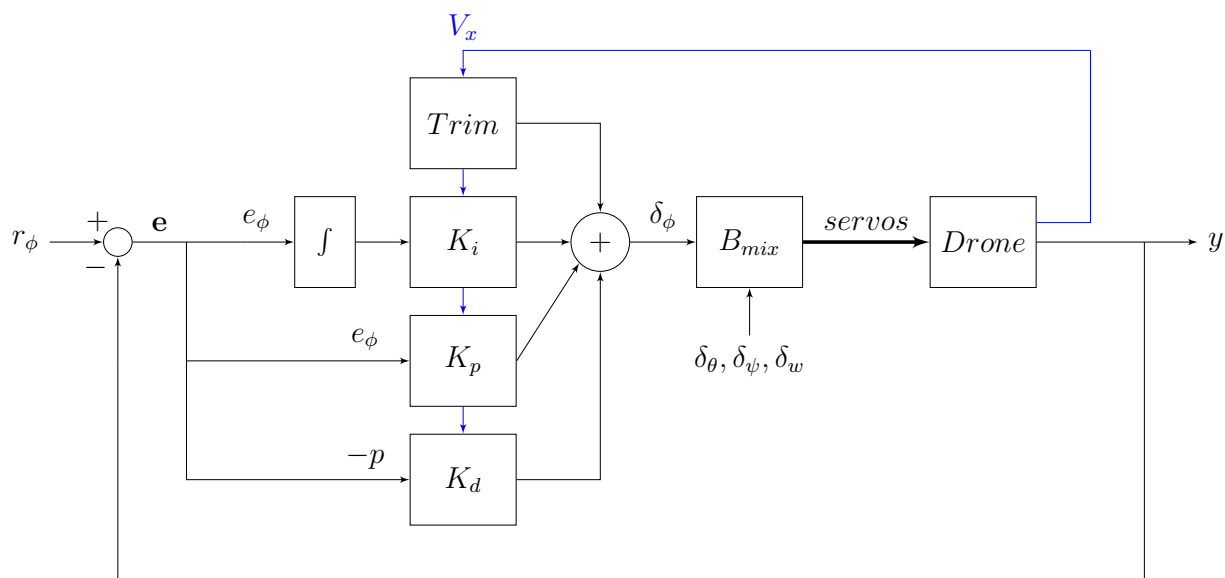 V_x
Trim
r_ϕ
+
−
e
e_ϕ
∫
K_i
+
δ_ϕ
B_mix
servos
Drone
y
e_ϕ
K_p
δ_θ, δ_ψ, δ_w
−p
K_d